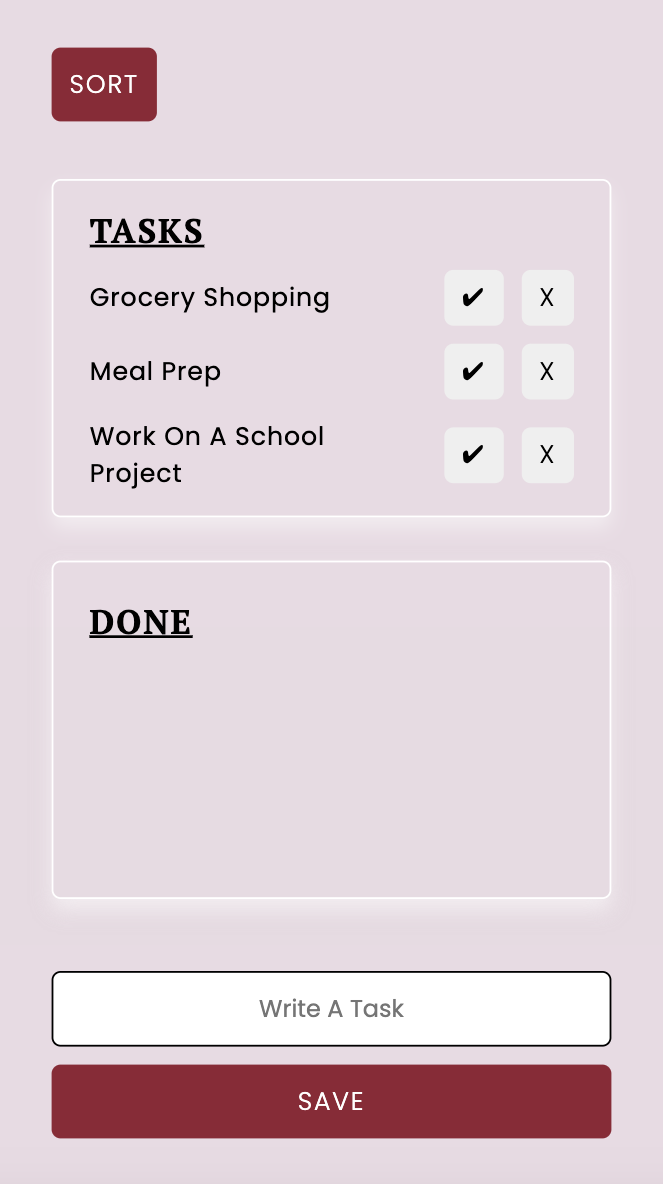 SORT
TASKS
Grocery Shopping ✔ X
Meal Prep ✔ X
Work On A School
Project ✔ X
DONE
Write A Task
SAVE